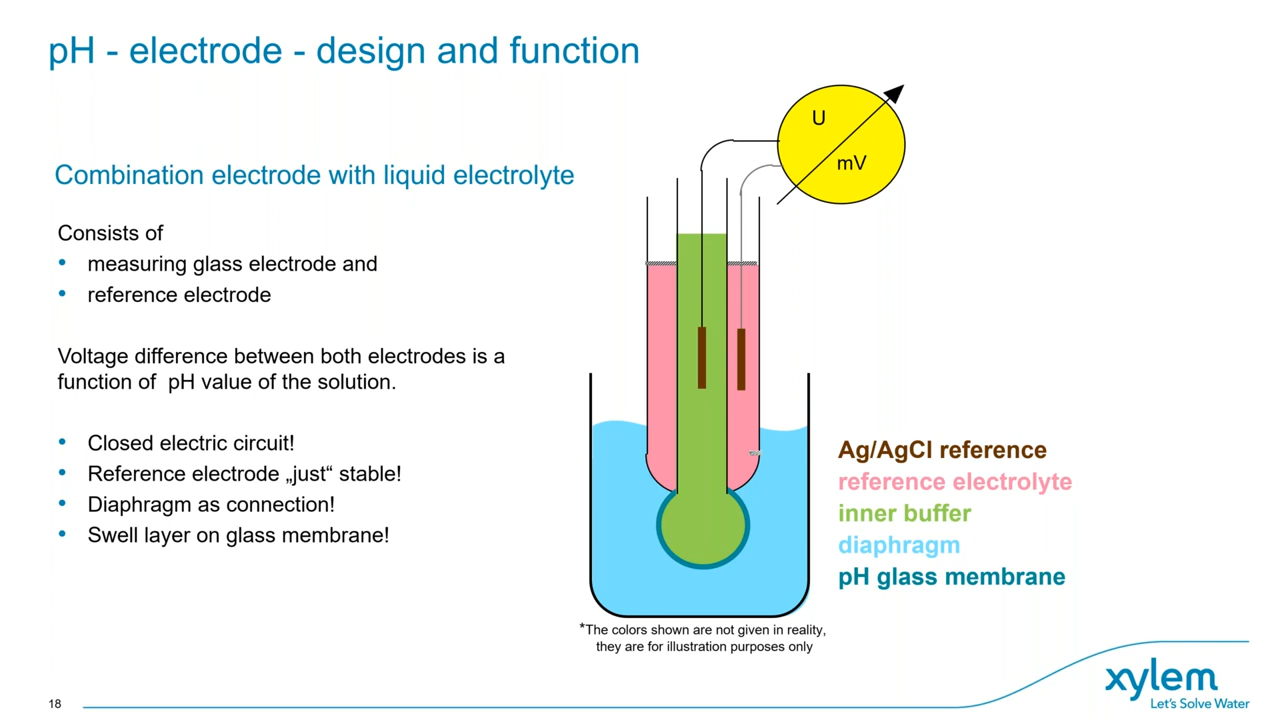 pH - electrode - design and function
Combination electrode with liquid electrolyte
Consists of
• measuring glass electrode and
• reference electrode
Voltage difference between both electrodes is a
function of  pH value of the solution.
• Closed electric circuit!
• Reference electrode „just“ stable!
• Diaphragm as connection!
• Swell layer on glass membrane!
U
mV
Ag/AgCl reference
reference electrolyte
inner buffer
diaphragm
pH glass membrane
*The colors shown are not given in reality,
they are for illustration purposes only
18
xylem
Let's Solve Water